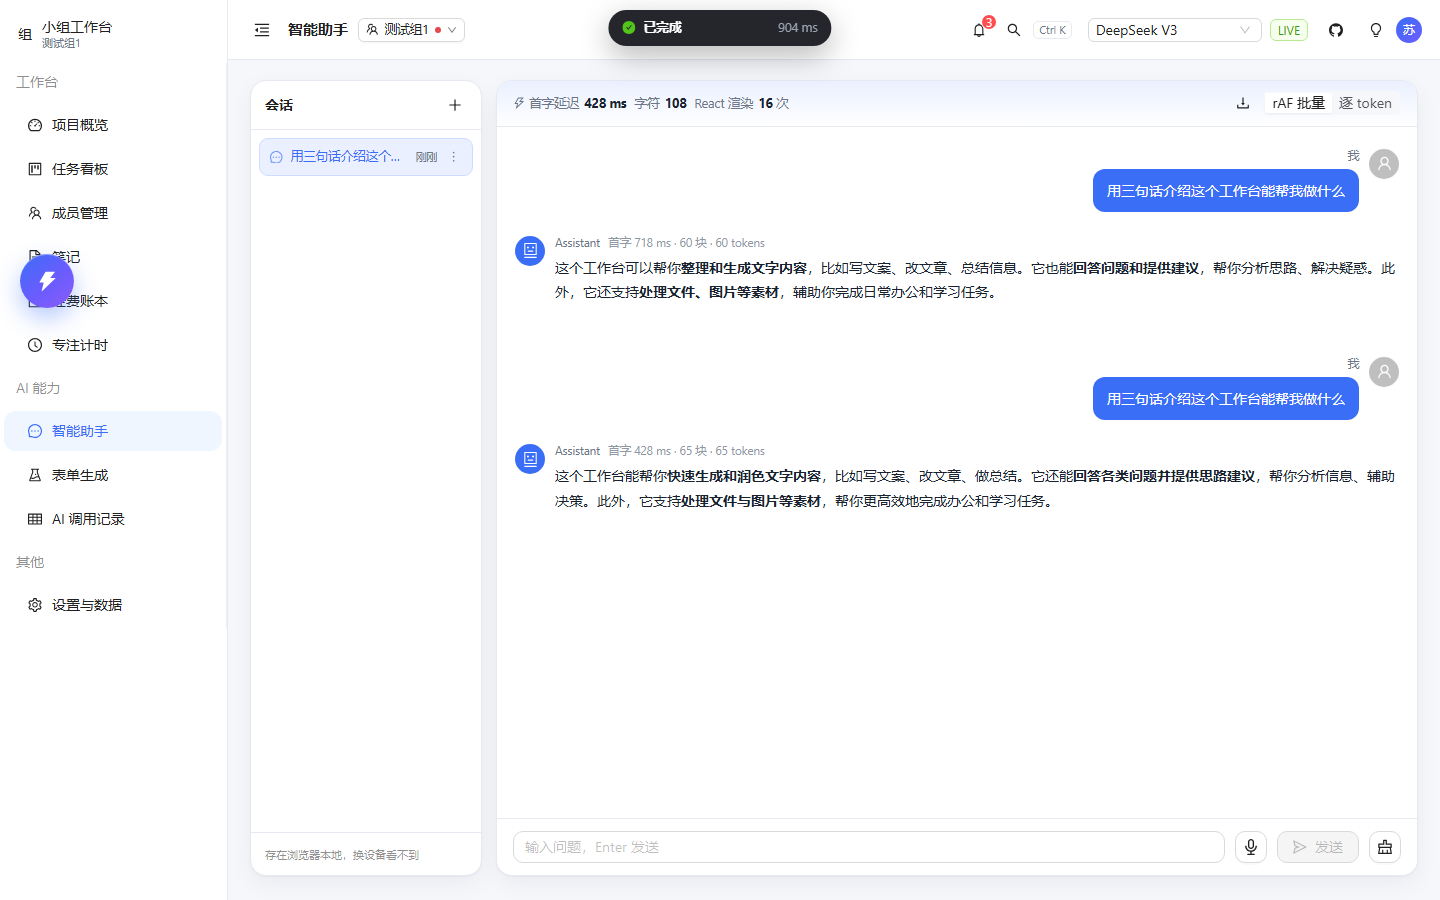 组
小组工作台
测试组1
工作台
项目概览
任务看板
成员管理
笔记
费账本
专注计时
AI 能力
智能助手
表单生成
AI 调用记录
其他
设置与数据
智能助手
测试组1
已完成
904 ms
3
Ctrl K
DeepSeek V3
LIVE
苏
会话
用三句话介绍这个...
刚刚
存在浏览器本地，换设备看不到
首字延迟 428 ms 字符 108 React 渲染 16 次
rAF 批量
逐 token
我
用三句话介绍这个工作台能帮我做什么
Assistant 首字 718 ms · 60 块 · 60 tokens
这个工作台可以帮你整理和生成文字内容，比如写文案、改文章、总结信息。它也能回答问题和提供建议，帮你分析思路、解决疑惑。此
外，它还支持处理文件、图片等素材，辅助你完成日常办公和学习任务。
我
用三句话介绍这个工作台能帮我做什么
Assistant 首字 428 ms · 65 块 · 65 tokens
这个工作台能帮你快速生成和润色文字内容，比如写文案、改文章、做总结。它还能回答各类问题并提供思路建议，帮你分析信息、辅助
决策。此外，它支持处理文件与图片等素材，帮你更高效地完成办公和学习任务。
输入问题，Enter 发送
发送